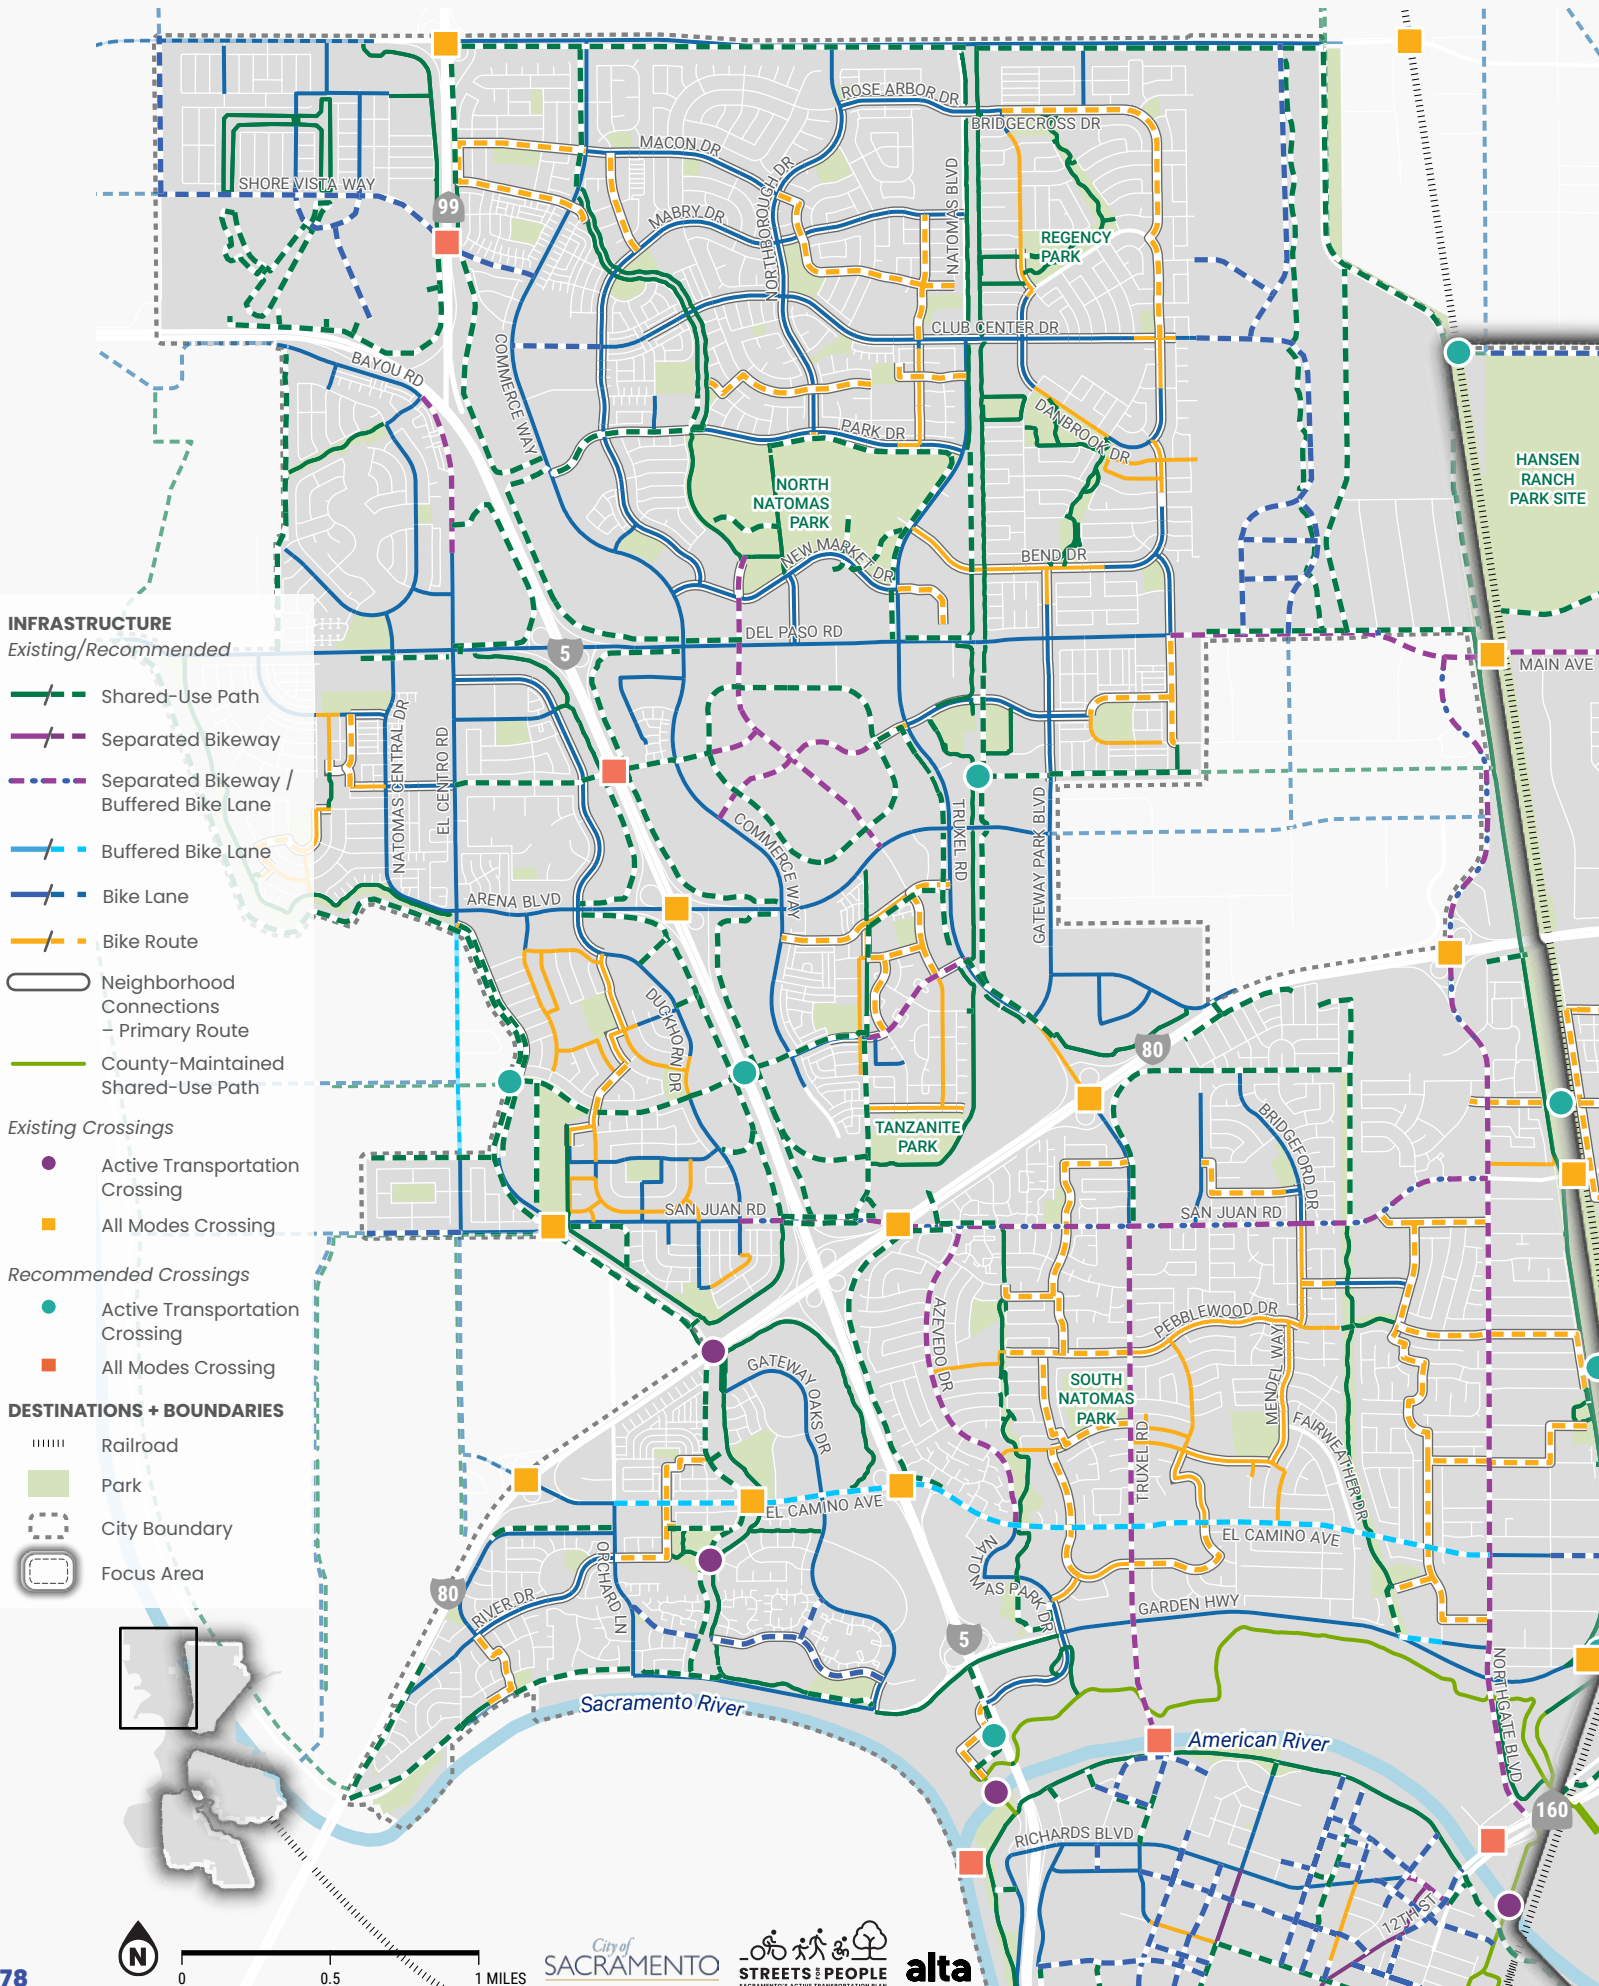 ROSE ARBOR DR
BRIDGECROSS DR
MACON DR
SHORE VISTA WAY
99
MABRY DR
NORTHBOROUGH DR
NATOMAS BLVD
REGENCY
PARK
CLUB CENTER DR
BAYOU RD
COMMERCE WAY
DANBROOK DR
PARK DR
NORTH
NATOMAS
PARK
HANSEN
RANCH
PARK SITE
NEW MARKET DR
BEND DR
DEL PASO RD
5
MAIN AVE
INFRASTRUCTURE
Existing/Recommended
Shared-Use Path
Separated Bikeway
Separated Bikeway /
Buffered Bike Lane
Buffered Bike Lane
Bike Lane
Bike Route
Neighborhood
Connections
– Primary Route
County-Maintained
Shared-Use Path
Existing Crossings
Active Transportation
Crossing
All Modes Crossing
Recommended Crossings
Active Transportation
Crossing
All Modes Crossing
DESTINATIONS + BOUNDARIES
Railroad
Park
City Boundary
Focus Area
NATOMAS CENTRAL DR
EL CENTRO RD
COMMERCE WAY
TRUXEL RD
GATEWAY PARK BLVD
ARENA BLVD
DUCKHORN DR
80
TANZANITE
PARK
BRIDGEFORD DR
SAN JUAN RD
SAN JUAN RD
AZEVEDO DR
PEBBLEWOOD DR
GATEWAY OAKS DR
SOUTH
NATOMAS
PARK
MENDEL WAY
TRUXEL RD
FAIRWEATHER DR
EL CAMINO AVE
EL CAMINO AVE
ORCHARD LN
NATOMAS PARK DR
80
RIVER DR
GARDEN HWY
5
NORTHGATE BLVD
Sacramento River
American River
160
RICHARDS BLVD
12TH ST
N
0 0.5 1 MILES
City of
SACRAMENTO
STREETS FOR PEOPLE
SACRAMENTO'S ACTIVE TRANSPORTATION PLAN
alta
78